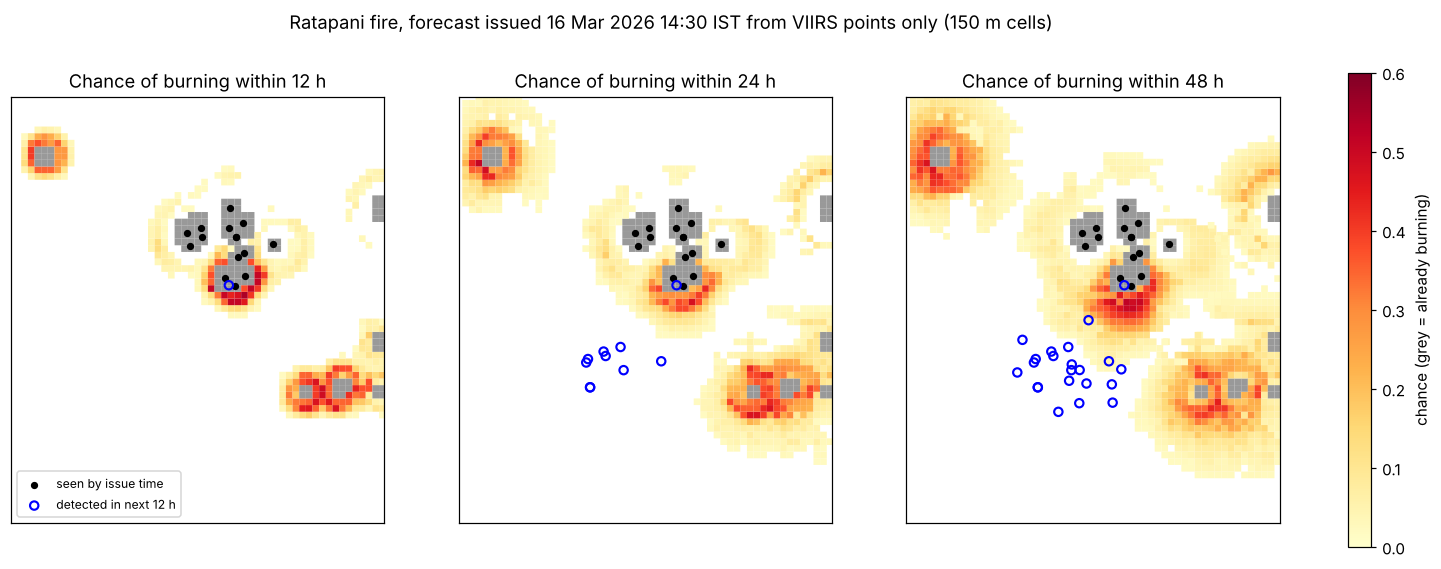 Ratapani fire, forecast issued 16 Mar 2026 14:30 IST from VIIRS points only (150 m cells)
Chance of burning within 12 h
Chance of burning within 24 h
Chance of burning within 48 h
seen by issue time
detected in next 12 h
0.6
0.5
0.4
0.3
0.2
0.1
0.0
chance (grey = already burning)